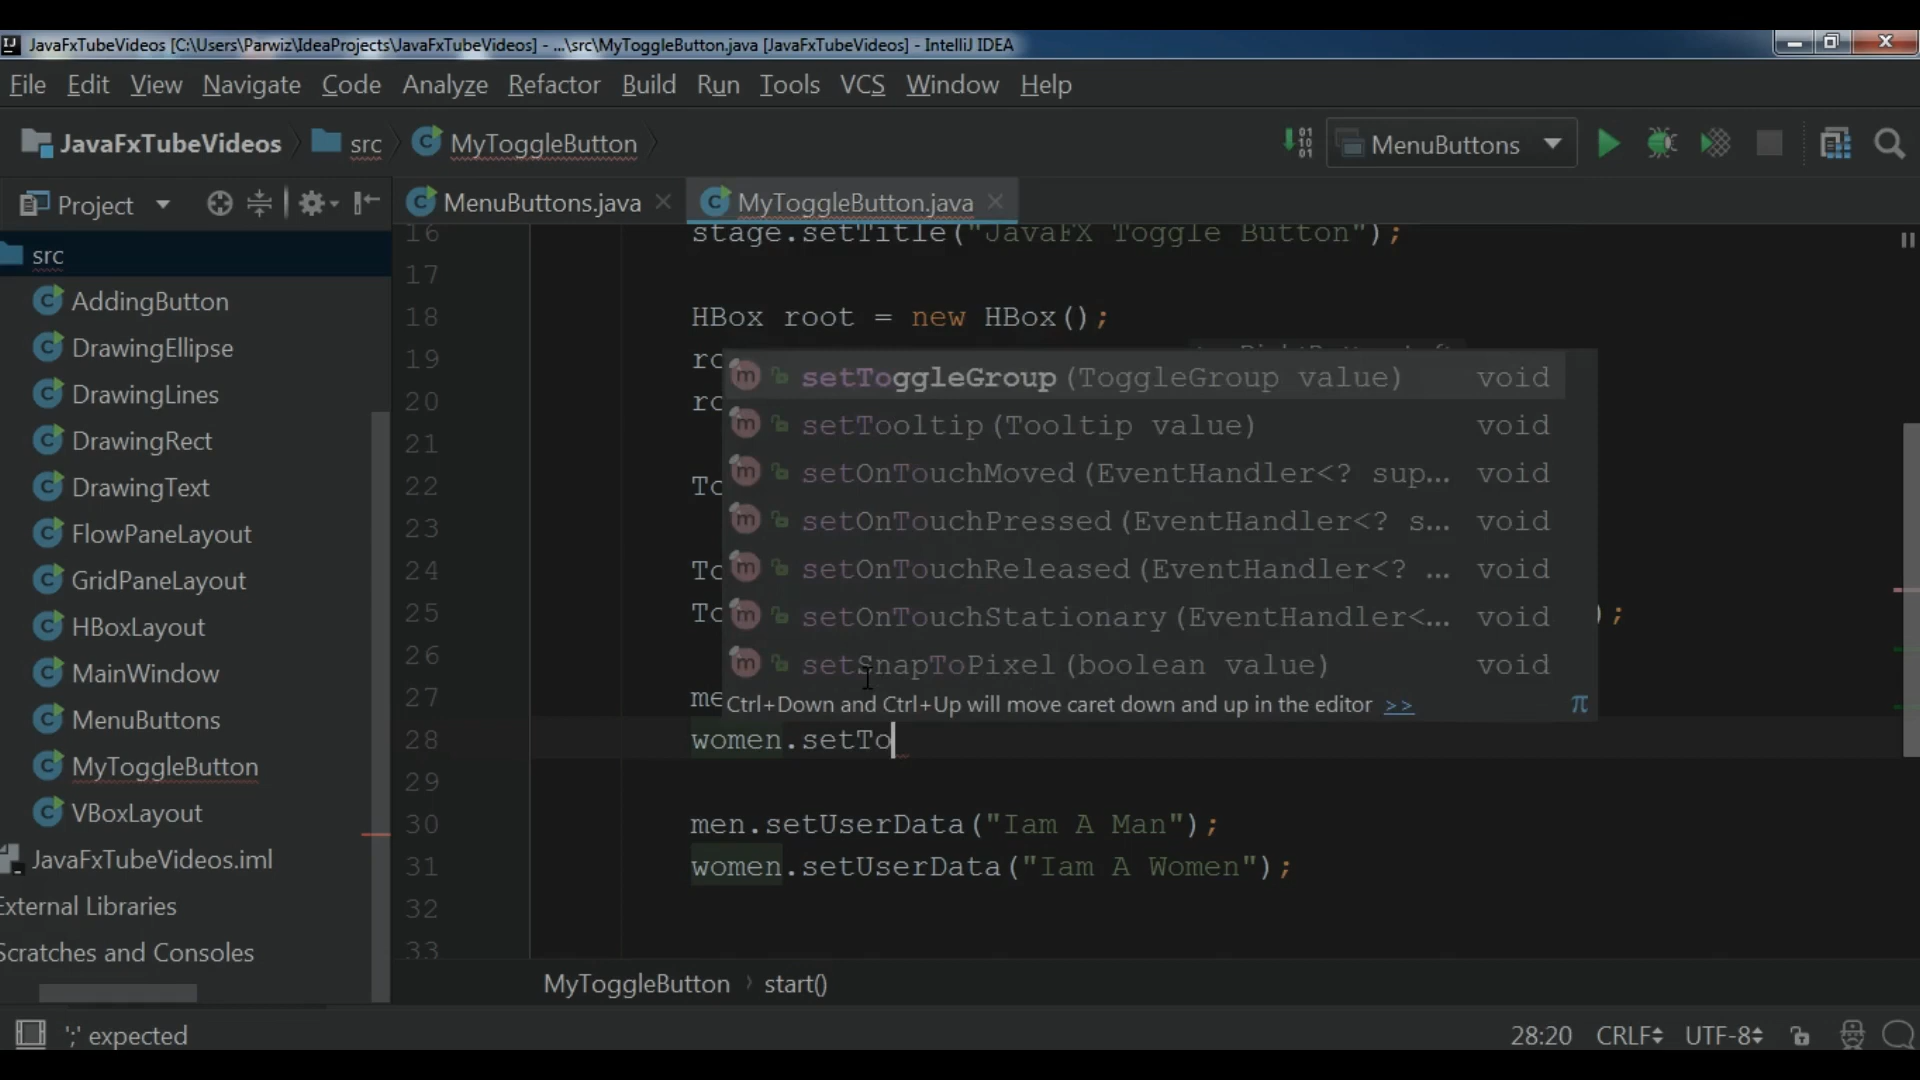 JavaFxTubeVideos [C:\Users\Parwiz\IdeaProjects\JavaFxTubeVideos] - ...\src\MyToggleButton.java [JavaFxTubeVideos] - IntelliJ IDEA
File Edit View Navigate Code Analyze Refactor Build Run Tools VCS Window Help
JavaFxTubeVideos src MyToggleButton MenuButtons
Project MenuButtons.java MyToggleButton.java
src
AddingButton
DrawingEllipse
DrawingLines
DrawingRect
DrawingText
FlowPaneLayout
GridPaneLayout
HBoxLayout
MainWindow
MenuButtons
MyToggleButton
VBoxLayout
JavaFxTubeVideos.iml
External Libraries
Scratches and Consoles
16 stage.setTitle("JavaFX Toggle Button");
17
18 HBox root = new HBox();
19 ro
20 ro
21
22 To
23
24 To
25 To );
26
27 me
28 women.setTo
29
30 men.setUserData("Iam A Man");
31 women.setUserData("Iam A Women");
32
33
setToggleGroup(ToggleGroup value) void
setTooltip(Tooltip value) void
setOnTouchMoved(EventHandler<? sup... void
setOnTouchPressed(EventHandler<? s... void
setOnTouchReleased(EventHandler<? ... void
setOnTouchStationary(EventHandler<... void
setSnapToPixel(boolean value) void
Ctrl+Down and Ctrl+Up will move caret down and up in the editor >> π
MyToggleButton start()
';' expected 28:20 CRLF UTF-8